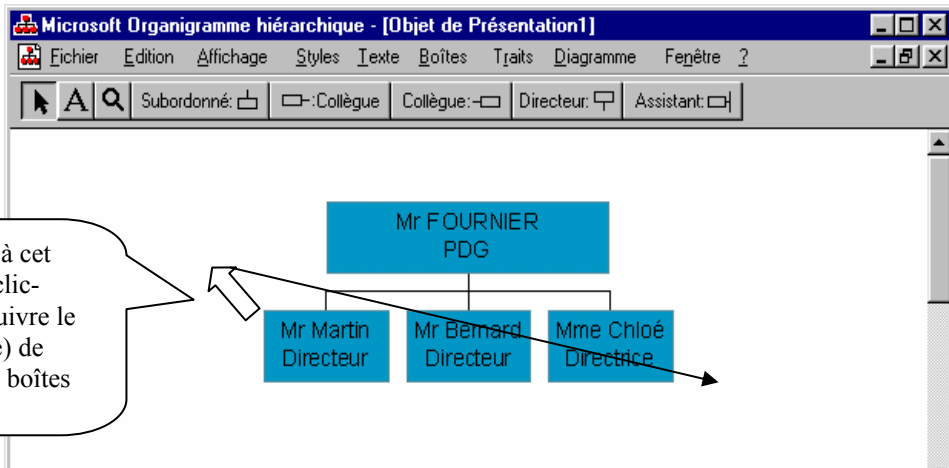 Microsoft Organigramme hiérarchique - [Objet de Présentation1]
Fichier Edition Affichage Styles Texte Boîtes Traits Diagramme Fenêtre ?
A Subordonné: :Collègue Collègue: Directeur: Assistant:
Mr FOURNIER
PDG
à cet
clic-
uivre le
) de
boîtes
Mr Martin
Directeur
Mr Bernard
Directeur
Mme Chloé
Directrice